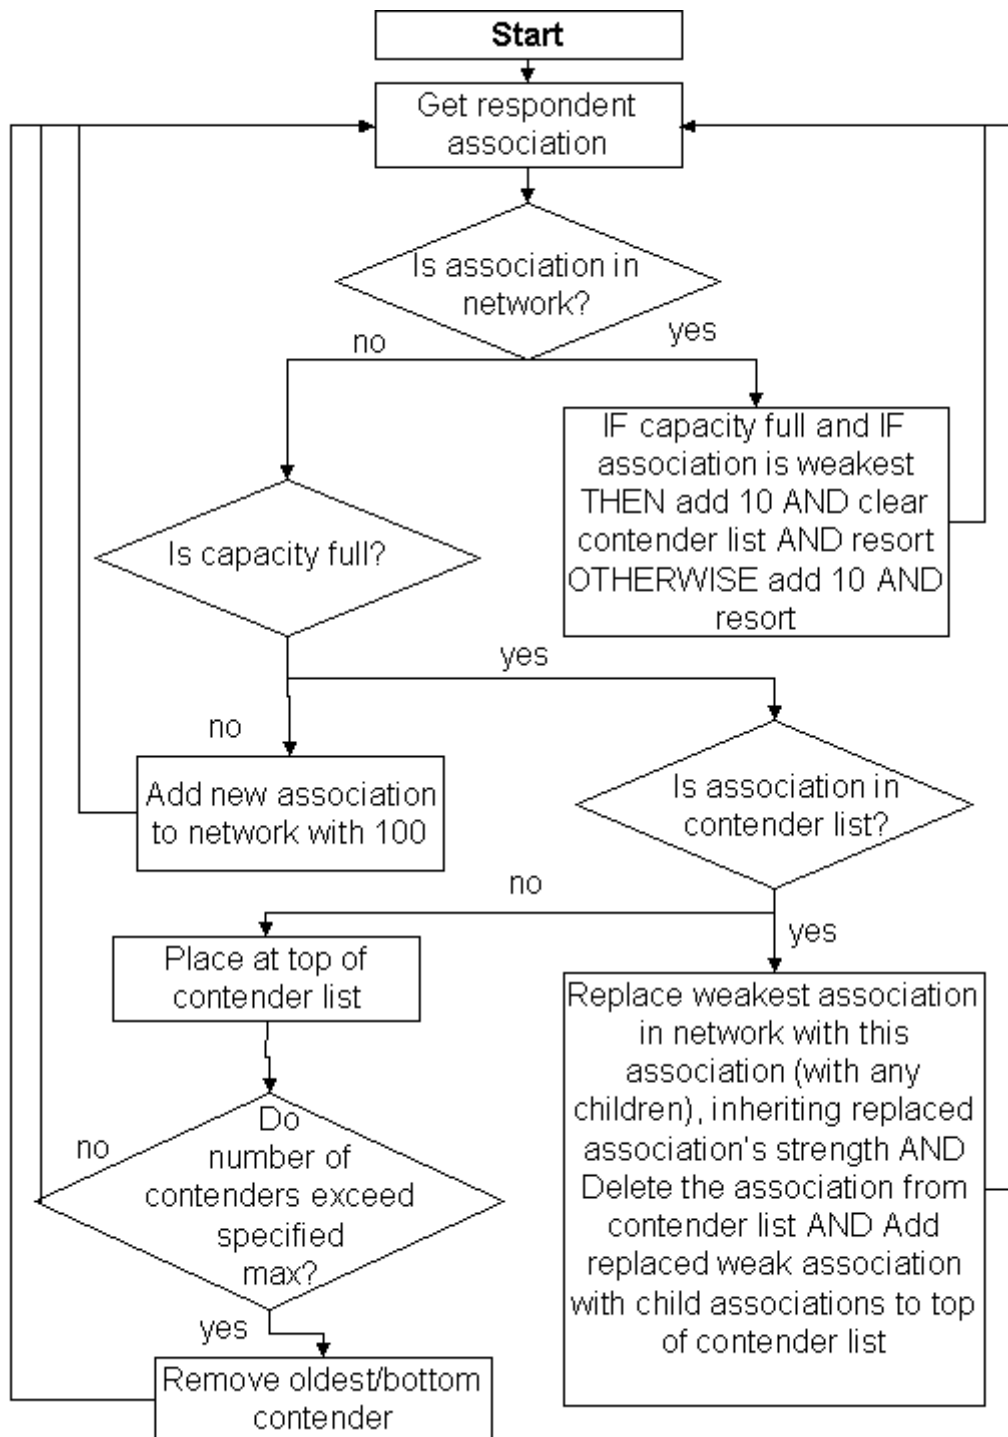 Start
Get respondent
association
Is association in
network?
no
yes
IF capacity full and IF
association is weakest
THEN add 10 AND clear
contender list AND resort
OTHERWISE add 10 AND
resort
Is capacity full?
yes
no
Add new association
to network with 100
Is association in
contender list?
no
yes
Place at top of
contender list
Replace weakest association
in network with this
association (with any
children), inheriting replaced
association's strength AND
Delete the association from
contender list AND Add
replaced weak association
with child associations to top
of contender list
Do
number of
contenders exceed
specified
max?
no
yes
Remove oldest/bottom
contender